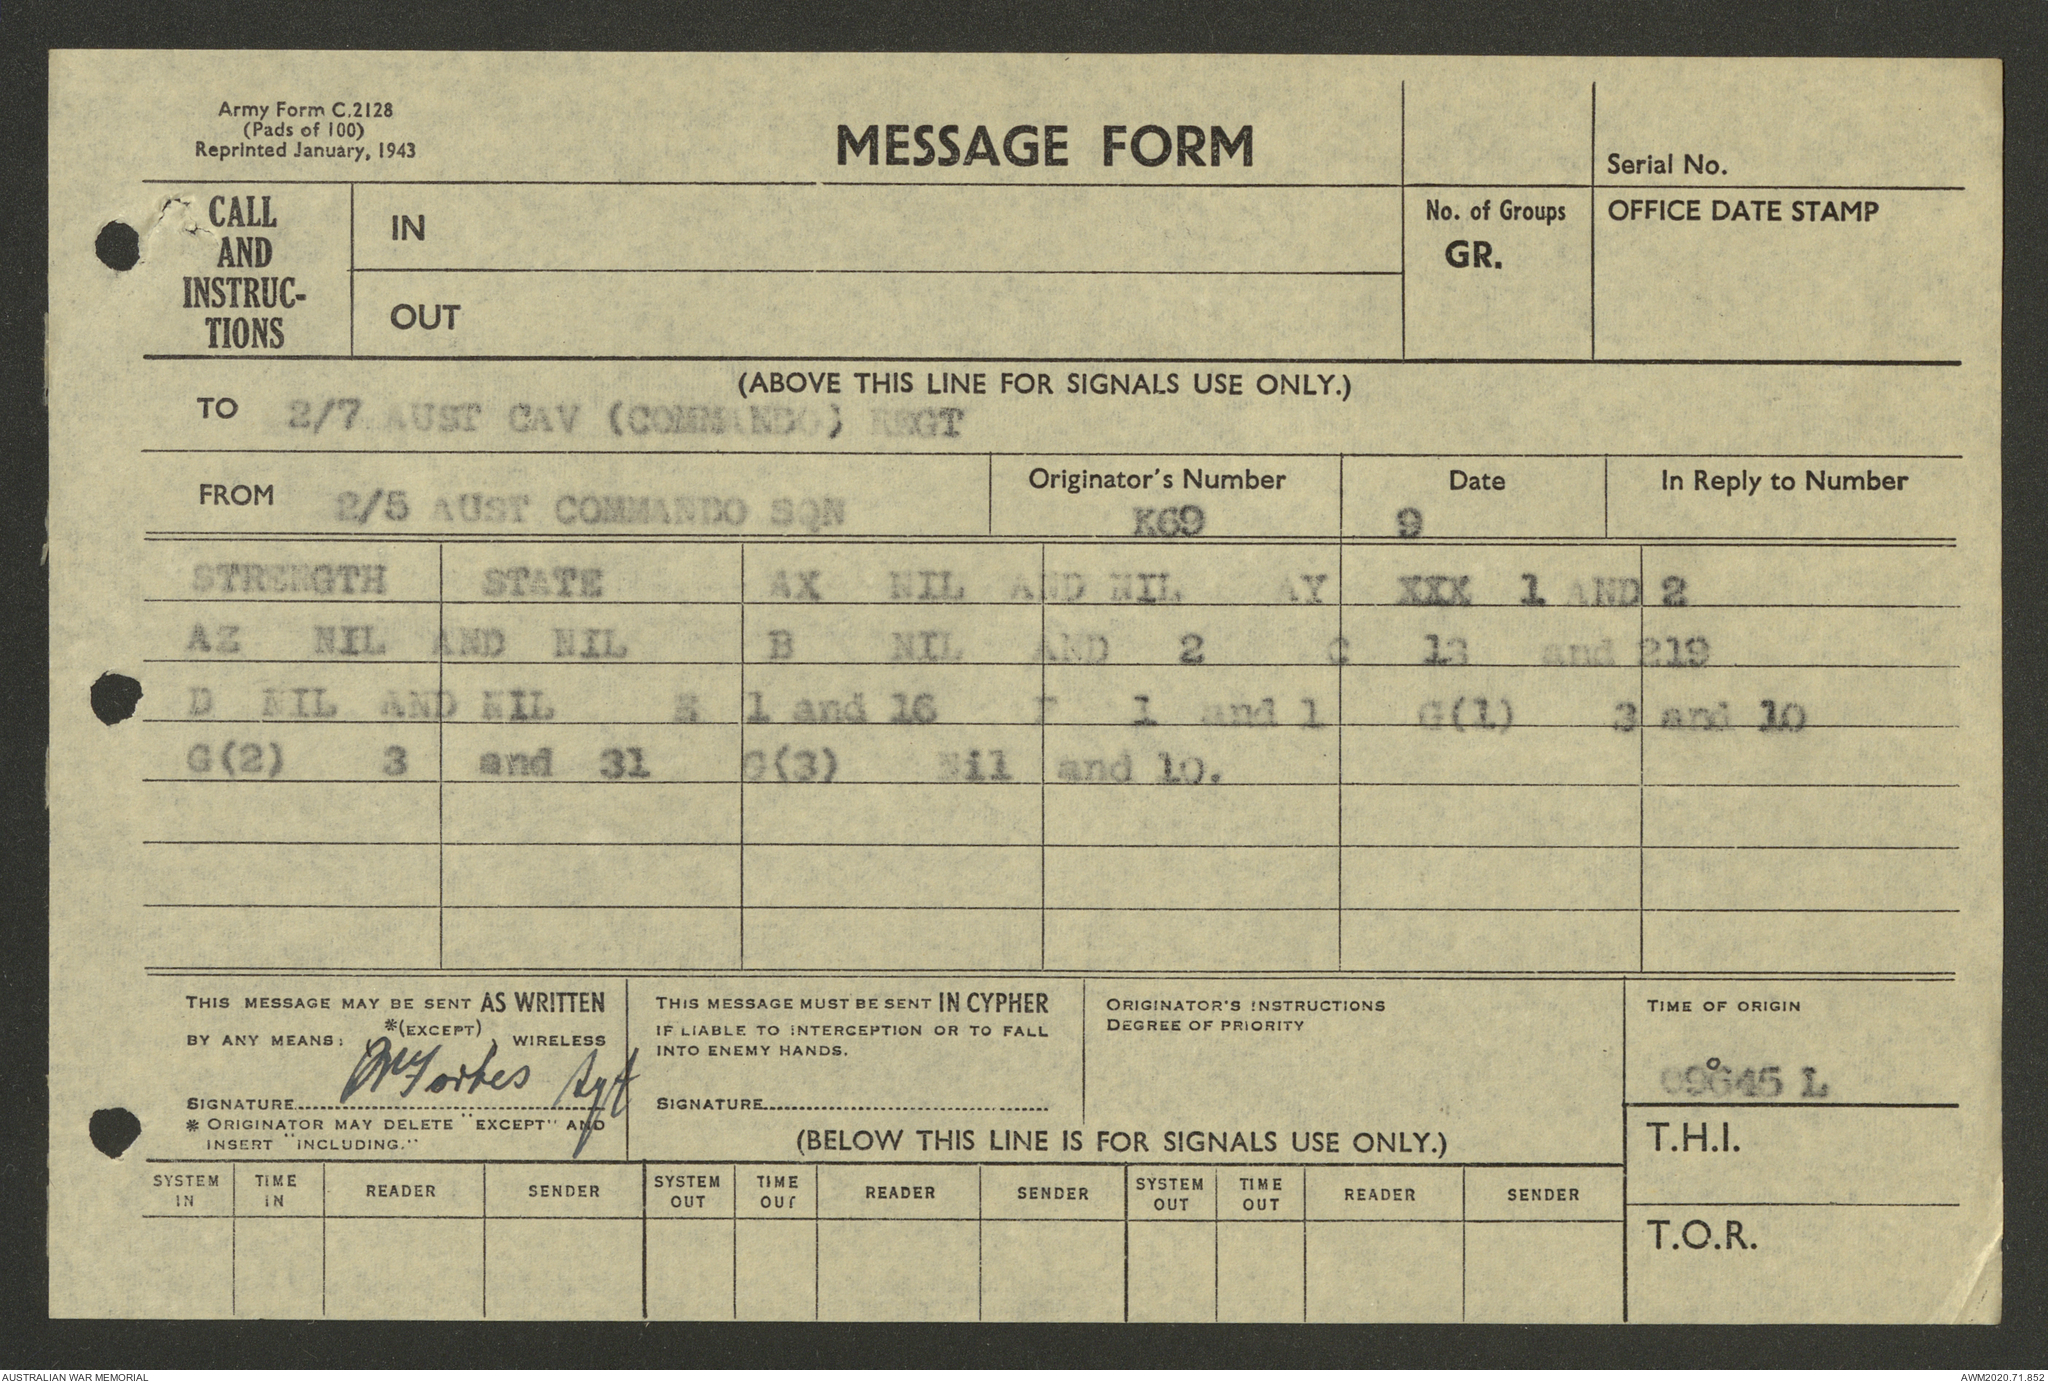 Army Form C.2128
(Pads of 100)
Reprinted January, 1943
MESSAGE FORM
Serial No.
CALL
AND
INSTRUC-
TIONS
IN
OUT
No. of Groups
GR.
OFFICE DATE STAMP
(ABOVE THIS LINE FOR SIGNALS USE ONLY.)
TO 2/7 AUST CAV (COMMANDO) REGT
FROM 2/5 AUST COMMANDO SQN
Originator's Number
K69
Date
9
In Reply to Number
STRENGTH STATE AX NIL AND NIL AY XXX 1 AND 2
AZ NIL AND NIL B NIL AND 2 C 13 and 219
D NIL AND NIL E 1 and 16 F 1 and 1 G(1) 3 and 10
G(2) 3 and 31 G(3) Nil and 10.
THIS MESSAGE MAY BE SENT AS WRITTEN
BY ANY MEANS: *(EXCEPT) WIRELESS
Forbes Sgt
SIGNATURE
* ORIGINATOR MAY DELETE "EXCEPT" AND
INSERT "INCLUDING."
THIS MESSAGE MUST BE SENT IN CYPHER
IF LIABLE TO INTERCEPTION OR TO FALL
INTO ENEMY HANDS.
SIGNATURE
ORIGINATOR'S INSTRUCTIONS
DEGREE OF PRIORITY
TIME OF ORIGIN
(BELOW THIS LINE IS FOR SIGNALS USE ONLY.)
T.H.I.
T.O.R.
SYSTEM IN
TIME IN
READER
SENDER
SYSTEM OUT
TIME OUT
READER
SENDER
SYSTEM OUT
TIME OUT
READER
SENDER
AUSTRALIAN WAR MEMORIAL
AWM2020.71.852